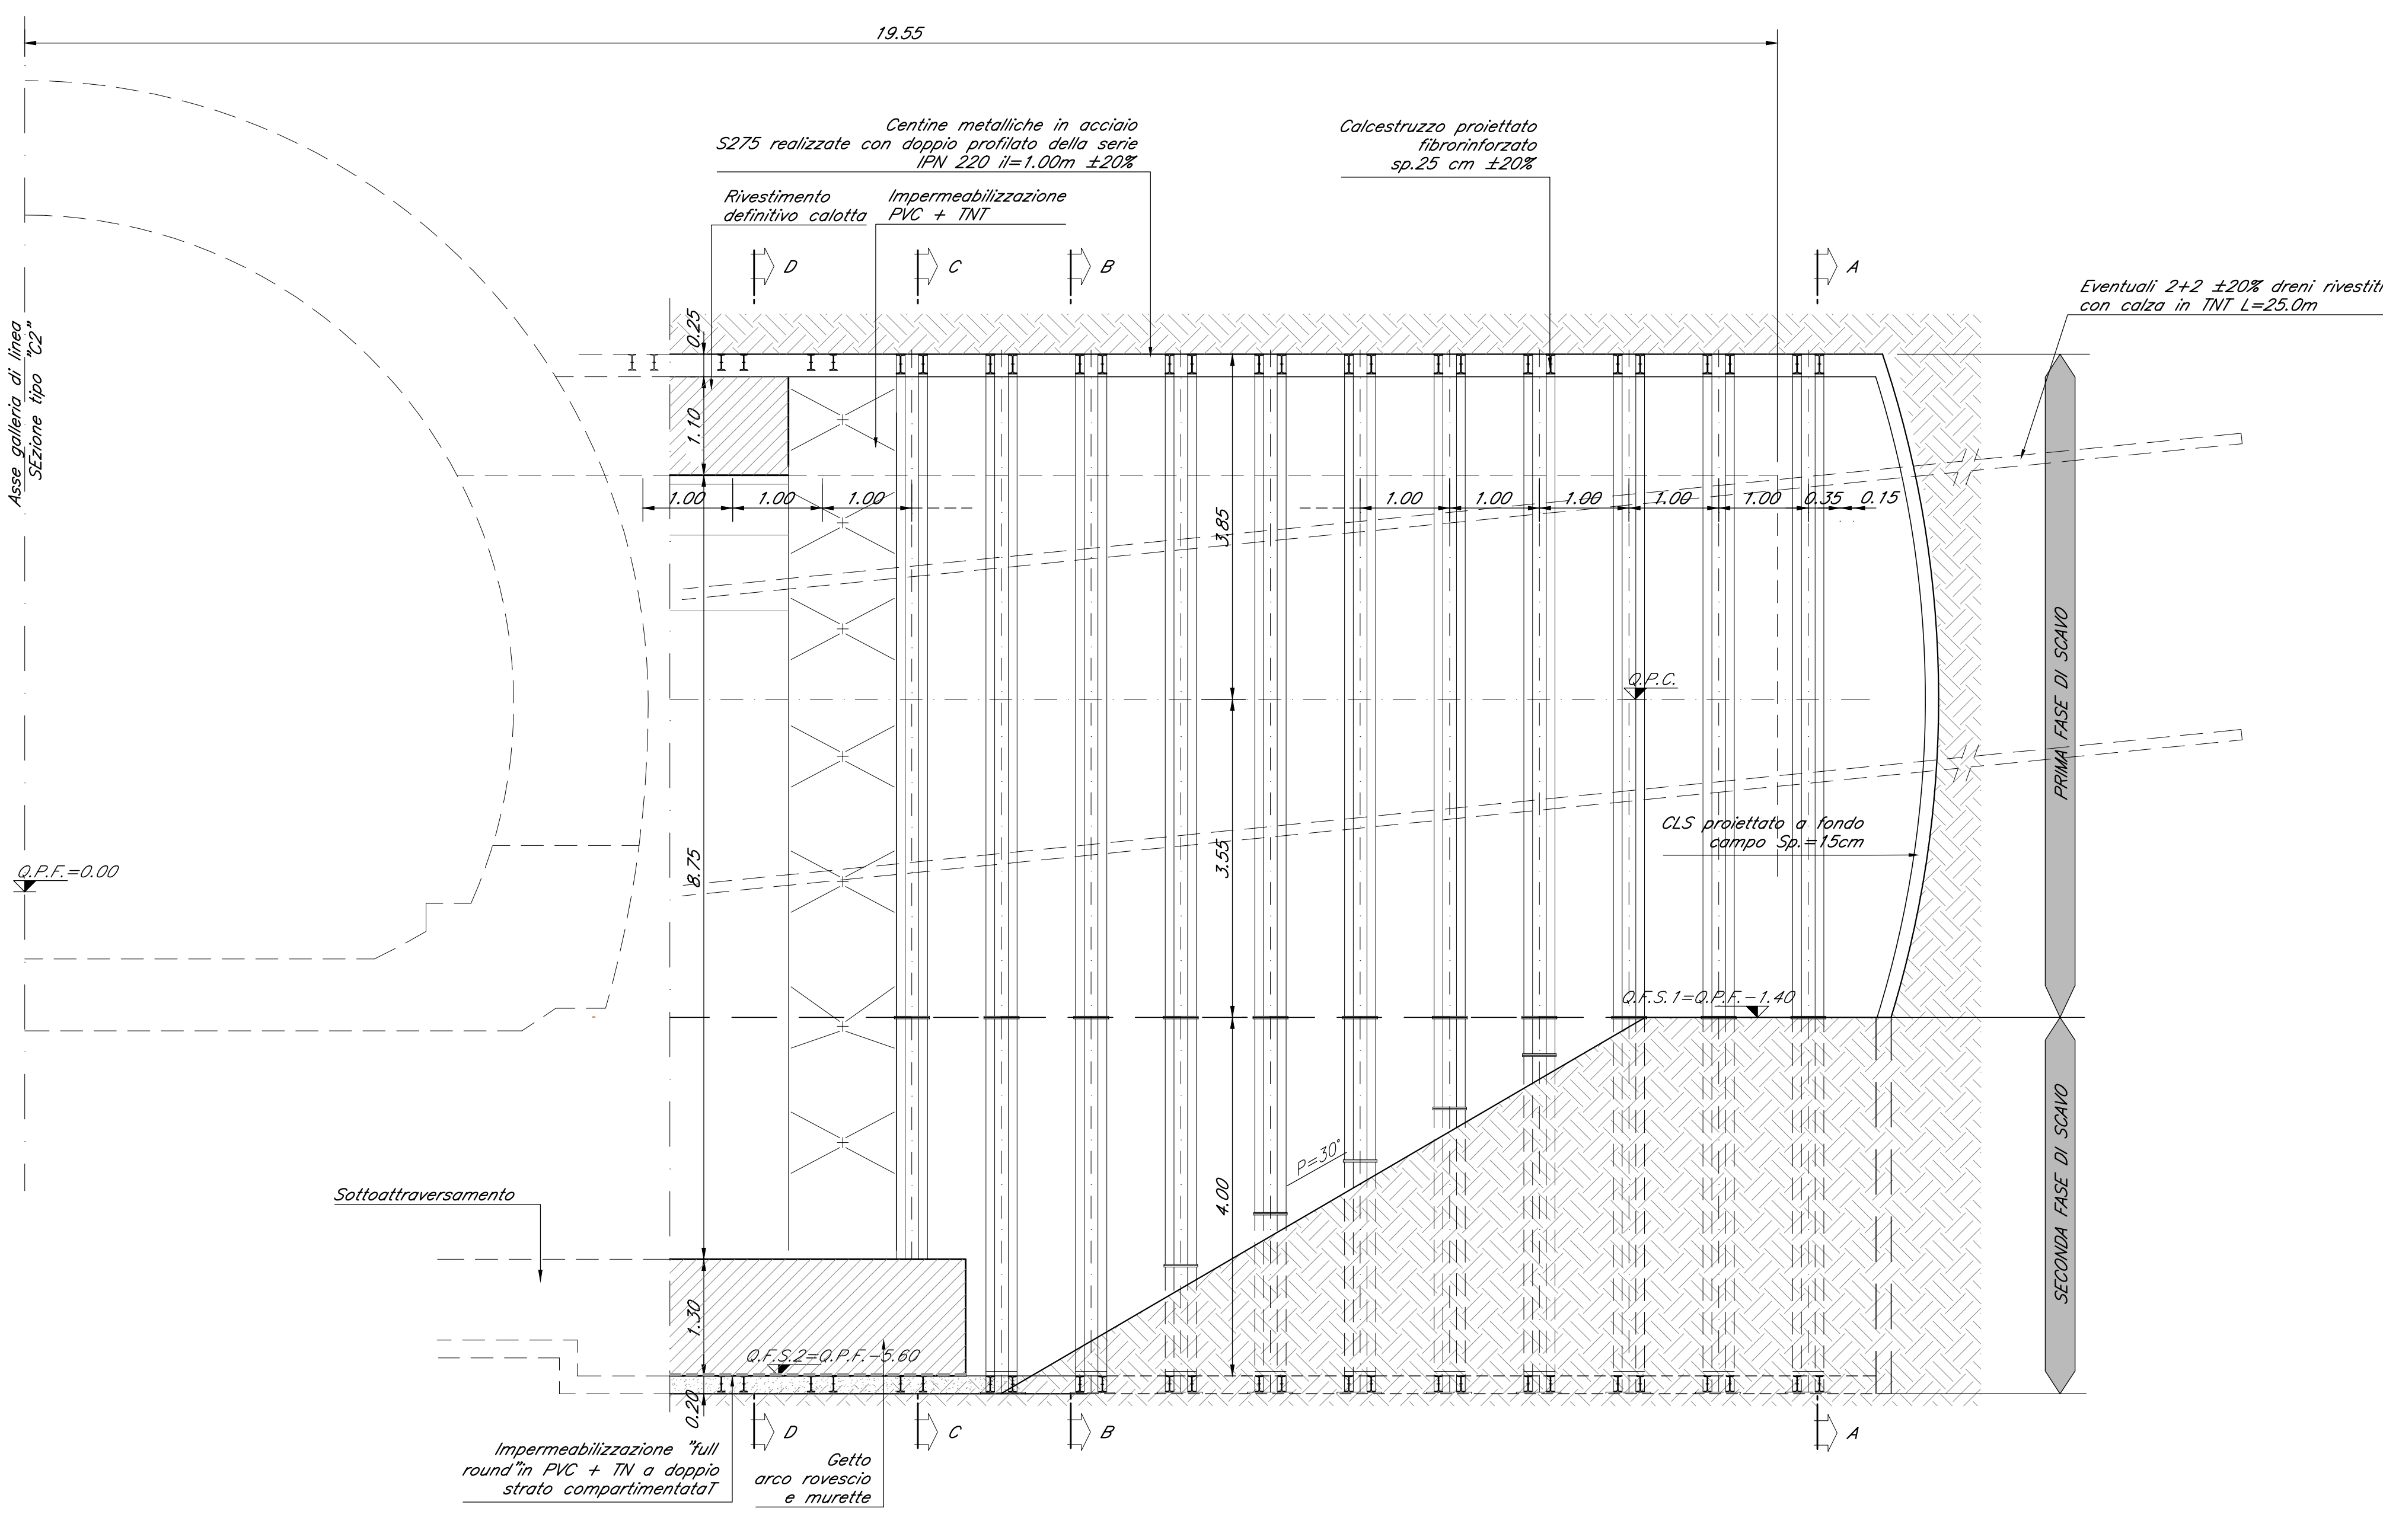 19.55
Centine metalliche in acciaio
S275 realizzate con doppio profilato della serie
IPN 220 il=1.00m ±20%
Calcestruzzo proiettato
fibrorinforzato
sp.25 cm ±20%
Rivestimento
definitivo calotta
Impermeabilizzazione
PVC + TNT
D
C
B
A
Eventuali 2+2 ±20% dreni rivestiti
con calza in TNT L=25.0m
Asse galleria di linea
SEzione tipo "C2"
0.25
1.10
1.00
1.00
1.00
1.00
1.00
1.00
1.00
1.00
0.35
0.15
3.85
Q.P.C.
PRIMA FASE DI SCAVO
CLS proiettato a fondo
campo Sp.=15cm
3.55
8.75
Q.P.F.=0.00
Q.F.S.1=Q.P.F.-1.40
P=30°
4.00
SECONDA FASE DI SCAVO
Sottoattraversamento
1.30
Q.F.S.2=Q.P.F.-5.60
0.20
D
C
B
A
Impermeabilizzazione "full
round"in PVC + TN a doppio
strato compartimentataT
Getto
arco rovescio
e murette